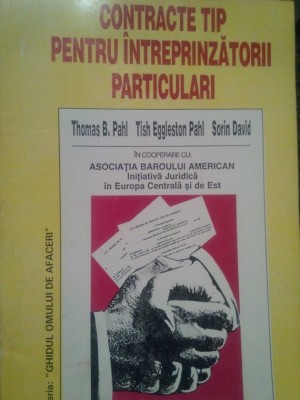 CONTRACTE TIP
PENTRU ÎNTREPRINZĂTORII
PARTICULARI
Thomas B. Pahl Tish Eggleston Pahl Sorin David
ÎN COOPERARE CU:
ASOCIAȚIA BAROULUI AMERICAN
Inițiativă Juridică
în Europa Centrală și de Est
"GHIDUL OMULUI DE AFACERI"